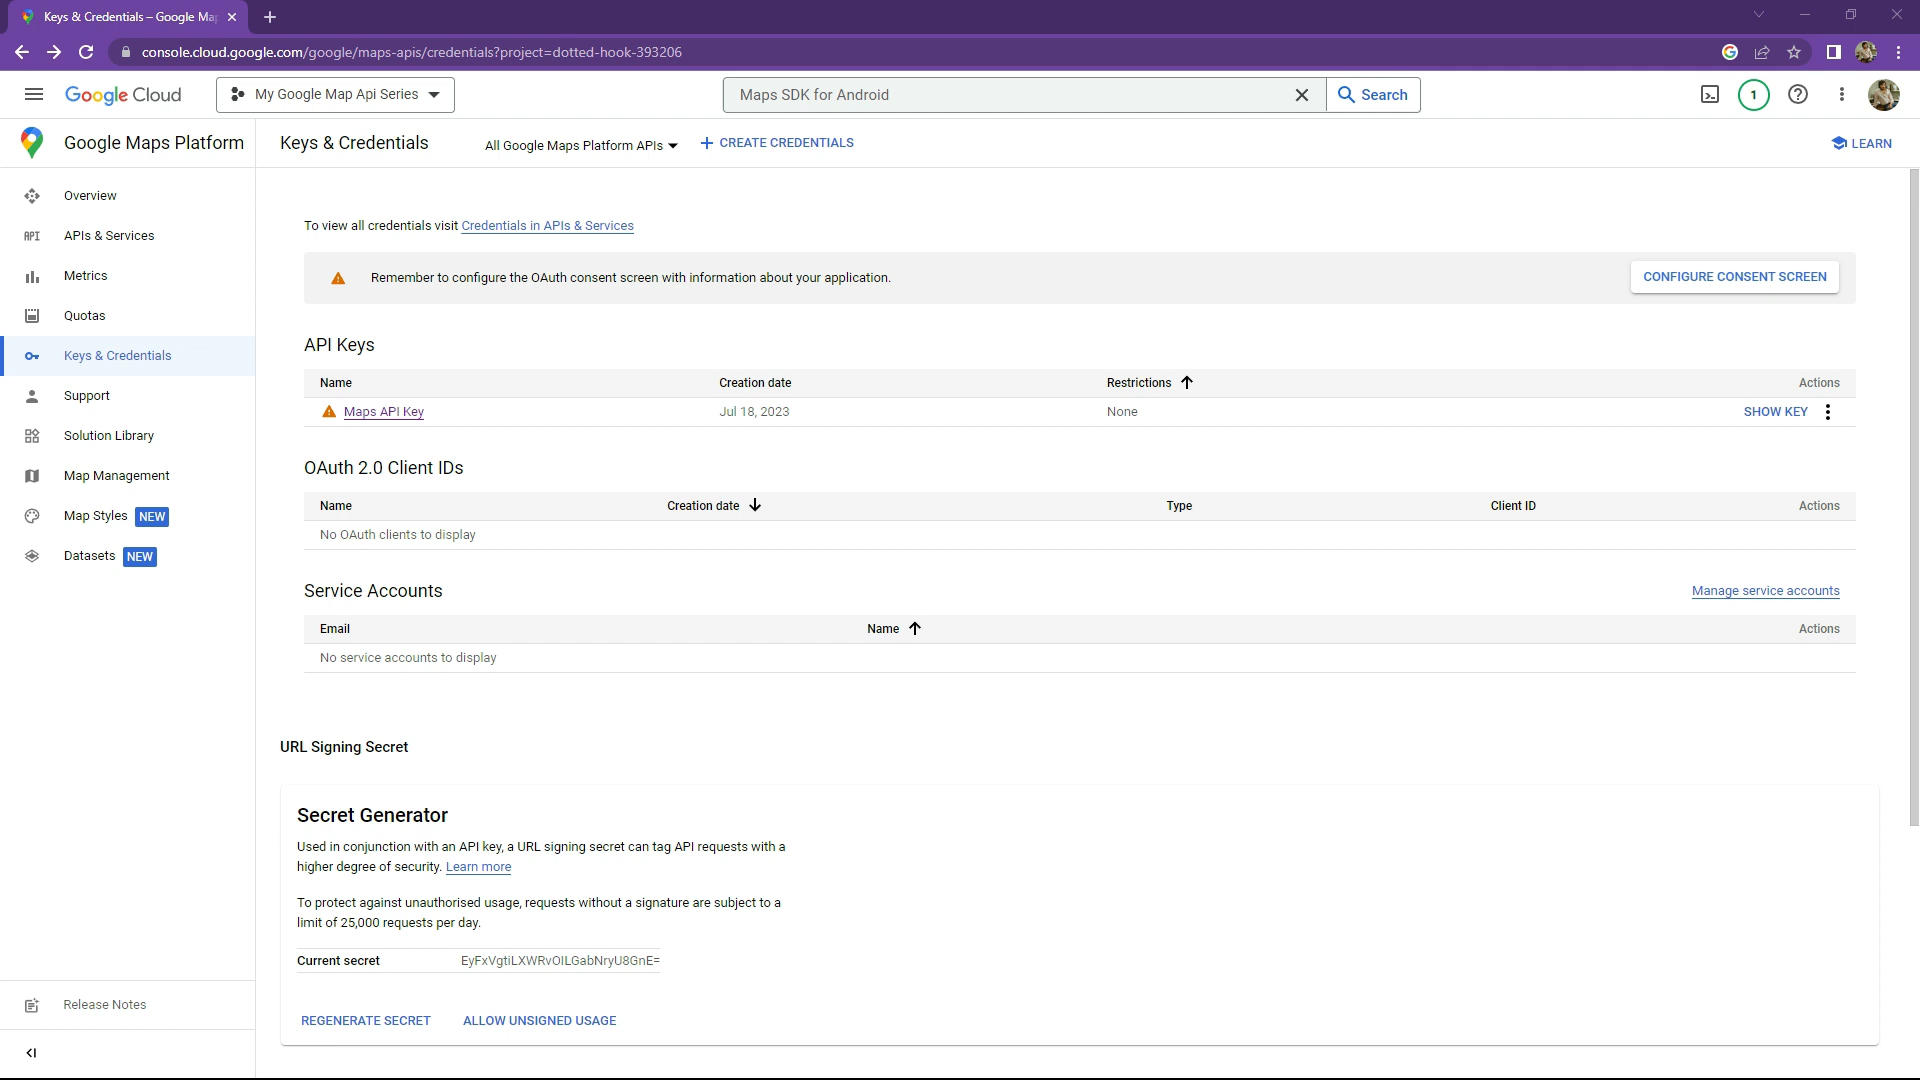 Keys & Credentials – Google Ma
console.cloud.google.com/google/maps-apis/credentials?project=dotted-hook-393206
Google Cloud
My Google Map Api Series
Maps SDK for Android
Search
1
Google Maps Platform
Keys & Credentials
All Google Maps Platform APIs
CREATE CREDENTIALS
LEARN
Overview
API APIs & Services
Metrics
Quotas
Keys & Credentials
Support
Solution Library
Map Management
Map Styles NEW
Datasets NEW
Release Notes
To view all credentials visit Credentials in APIs & Services
Remember to configure the OAuth consent screen with information about your application.
CONFIGURE CONSENT SCREEN
API Keys
Name Creation date Restrictions Actions
Maps API Key Jul 18, 2023 None SHOW KEY
OAuth 2.0 Client IDs
Name Creation date Type Client ID Actions
No OAuth clients to display
Service Accounts
Manage service accounts
Email Name Actions
No service accounts to display
URL Signing Secret
Secret Generator
Used in conjunction with an API key, a URL signing secret can tag API requests with a
higher degree of security. Learn more
To protect against unauthorised usage, requests without a signature are subject to a
limit of 25,000 requests per day.
Current secret EyFxVgtiLXWRvOILGabNryU8GnE=
REGENERATE SECRET ALLOW UNSIGNED USAGE